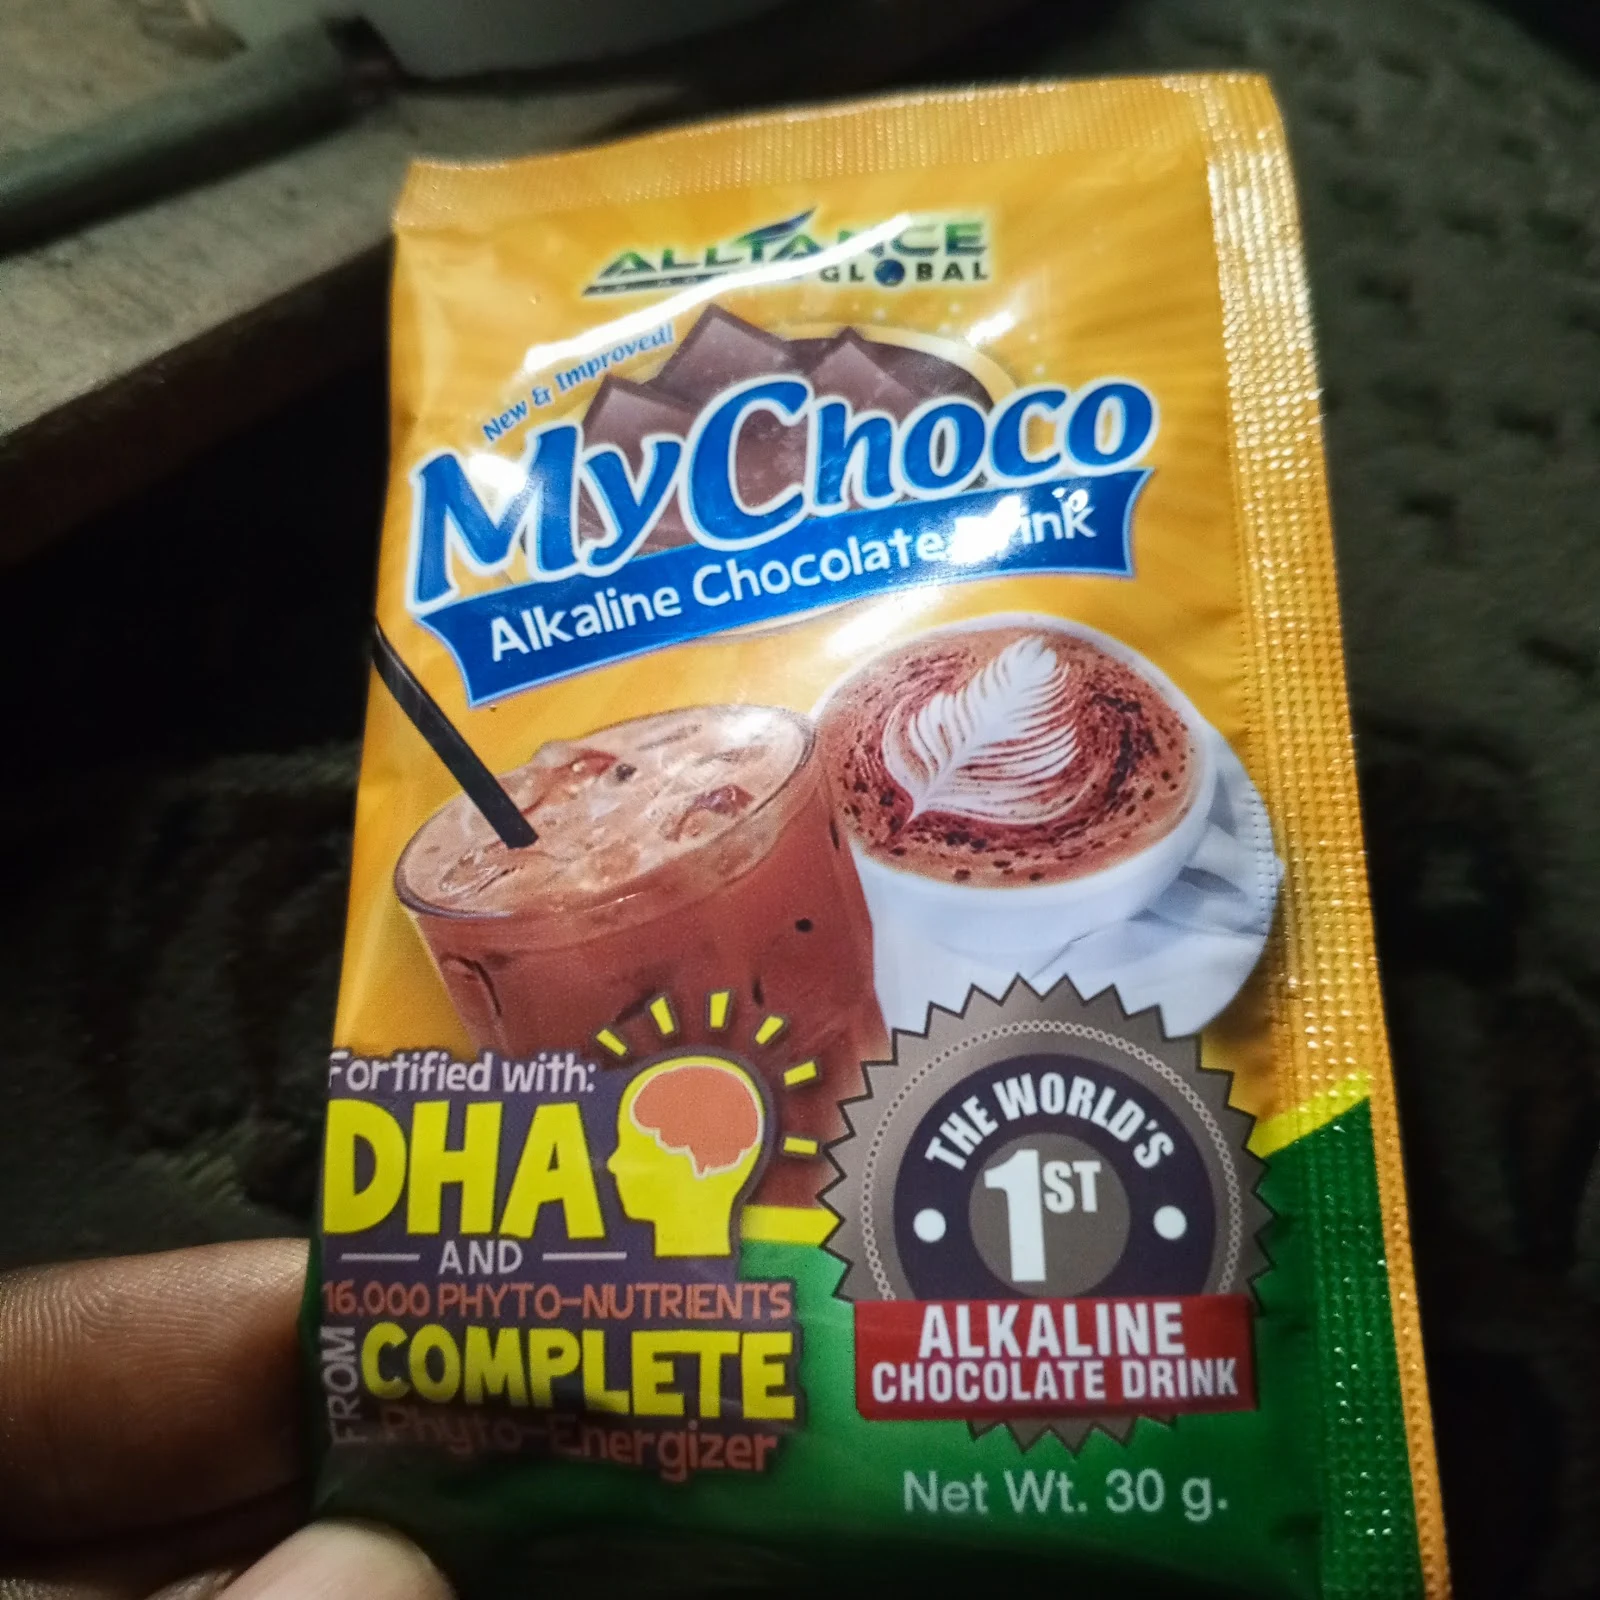 ALLIANCE
GLOBAL
New & Improved!
MyChoco
Alkaline Chocolate Drink
Fortified with:
DHA
AND
16,000 PHYTO-NUTRIENTS
FROM COMPLETE
Phyto-Energizer
THE WORLD'S
1ST
ALKALINE
CHOCOLATE DRINK
Net Wt. 30 g.